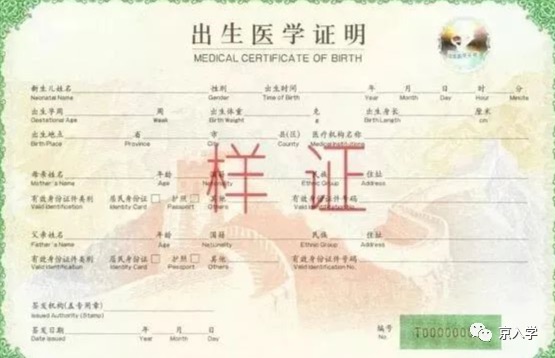 出生医学证明
MEDICAL CERTIFICATE OF BIRTH
新生儿姓名 性别 出生时间 年 月 日 时 分
Neonatal Name Gender Time of Birth Year Month Day Hour Minute
出生孕周 周 出生体重 克 出生身长 厘米
Gestational Age Week Birth Weight g Birth Length cm
出生地点 省 市 县(区) 医疗机构名称
Birth Place Province City County Medical Institutions
母亲姓名 年龄 国籍 民族 住址
Mother's Name Age Nationality Ethnic Group Address
有效身份证件类别 居民身份证 护照 其他 有效身份证件号码
Valid Identification Identity Card Passport Others Valid Identification No.
样证
父亲姓名 年龄 国籍 民族 住址
Father's Name Age Nationality Ethnic Group Address
有效身份证件类别 居民身份证 护照 其他 有效身份证件号码
Valid Identification Identity Card Passport Others Valid Identification No.
签发机构(盖专用章)
Issued Authority (Stamp)
签发日期 年 月 日 编号
Date Issued Year Month Day No.
京入学